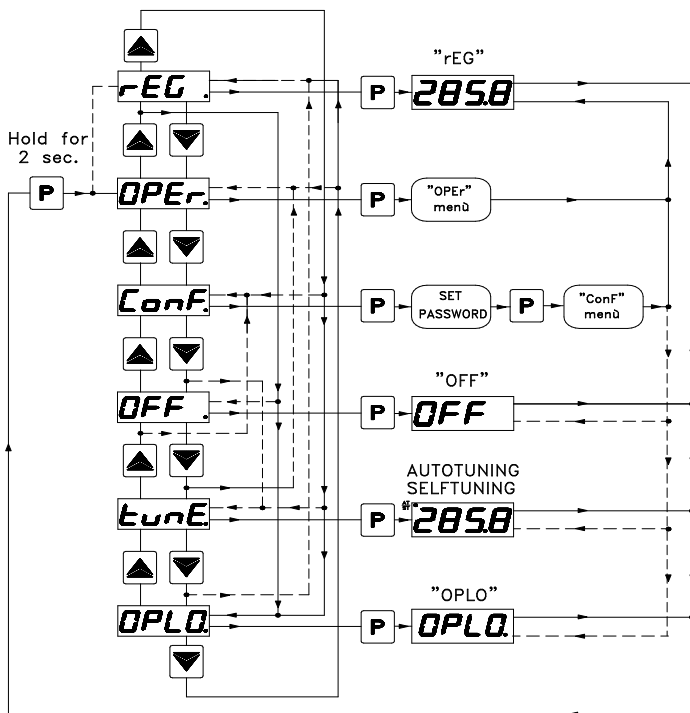 "rEG"
rEG .
P
285.8
Hold for
2 sec.
P
OPEr.
P
"OPEr"
menù
ConF.
P
SET
PASSWORD
P
"ConF"
menù
"OFF"
OFF .
P
OFF
AUTOTUNING
SELFTUNING
tunE.
P
285.8
"OPLO"
OPLO.
P
OPLO.